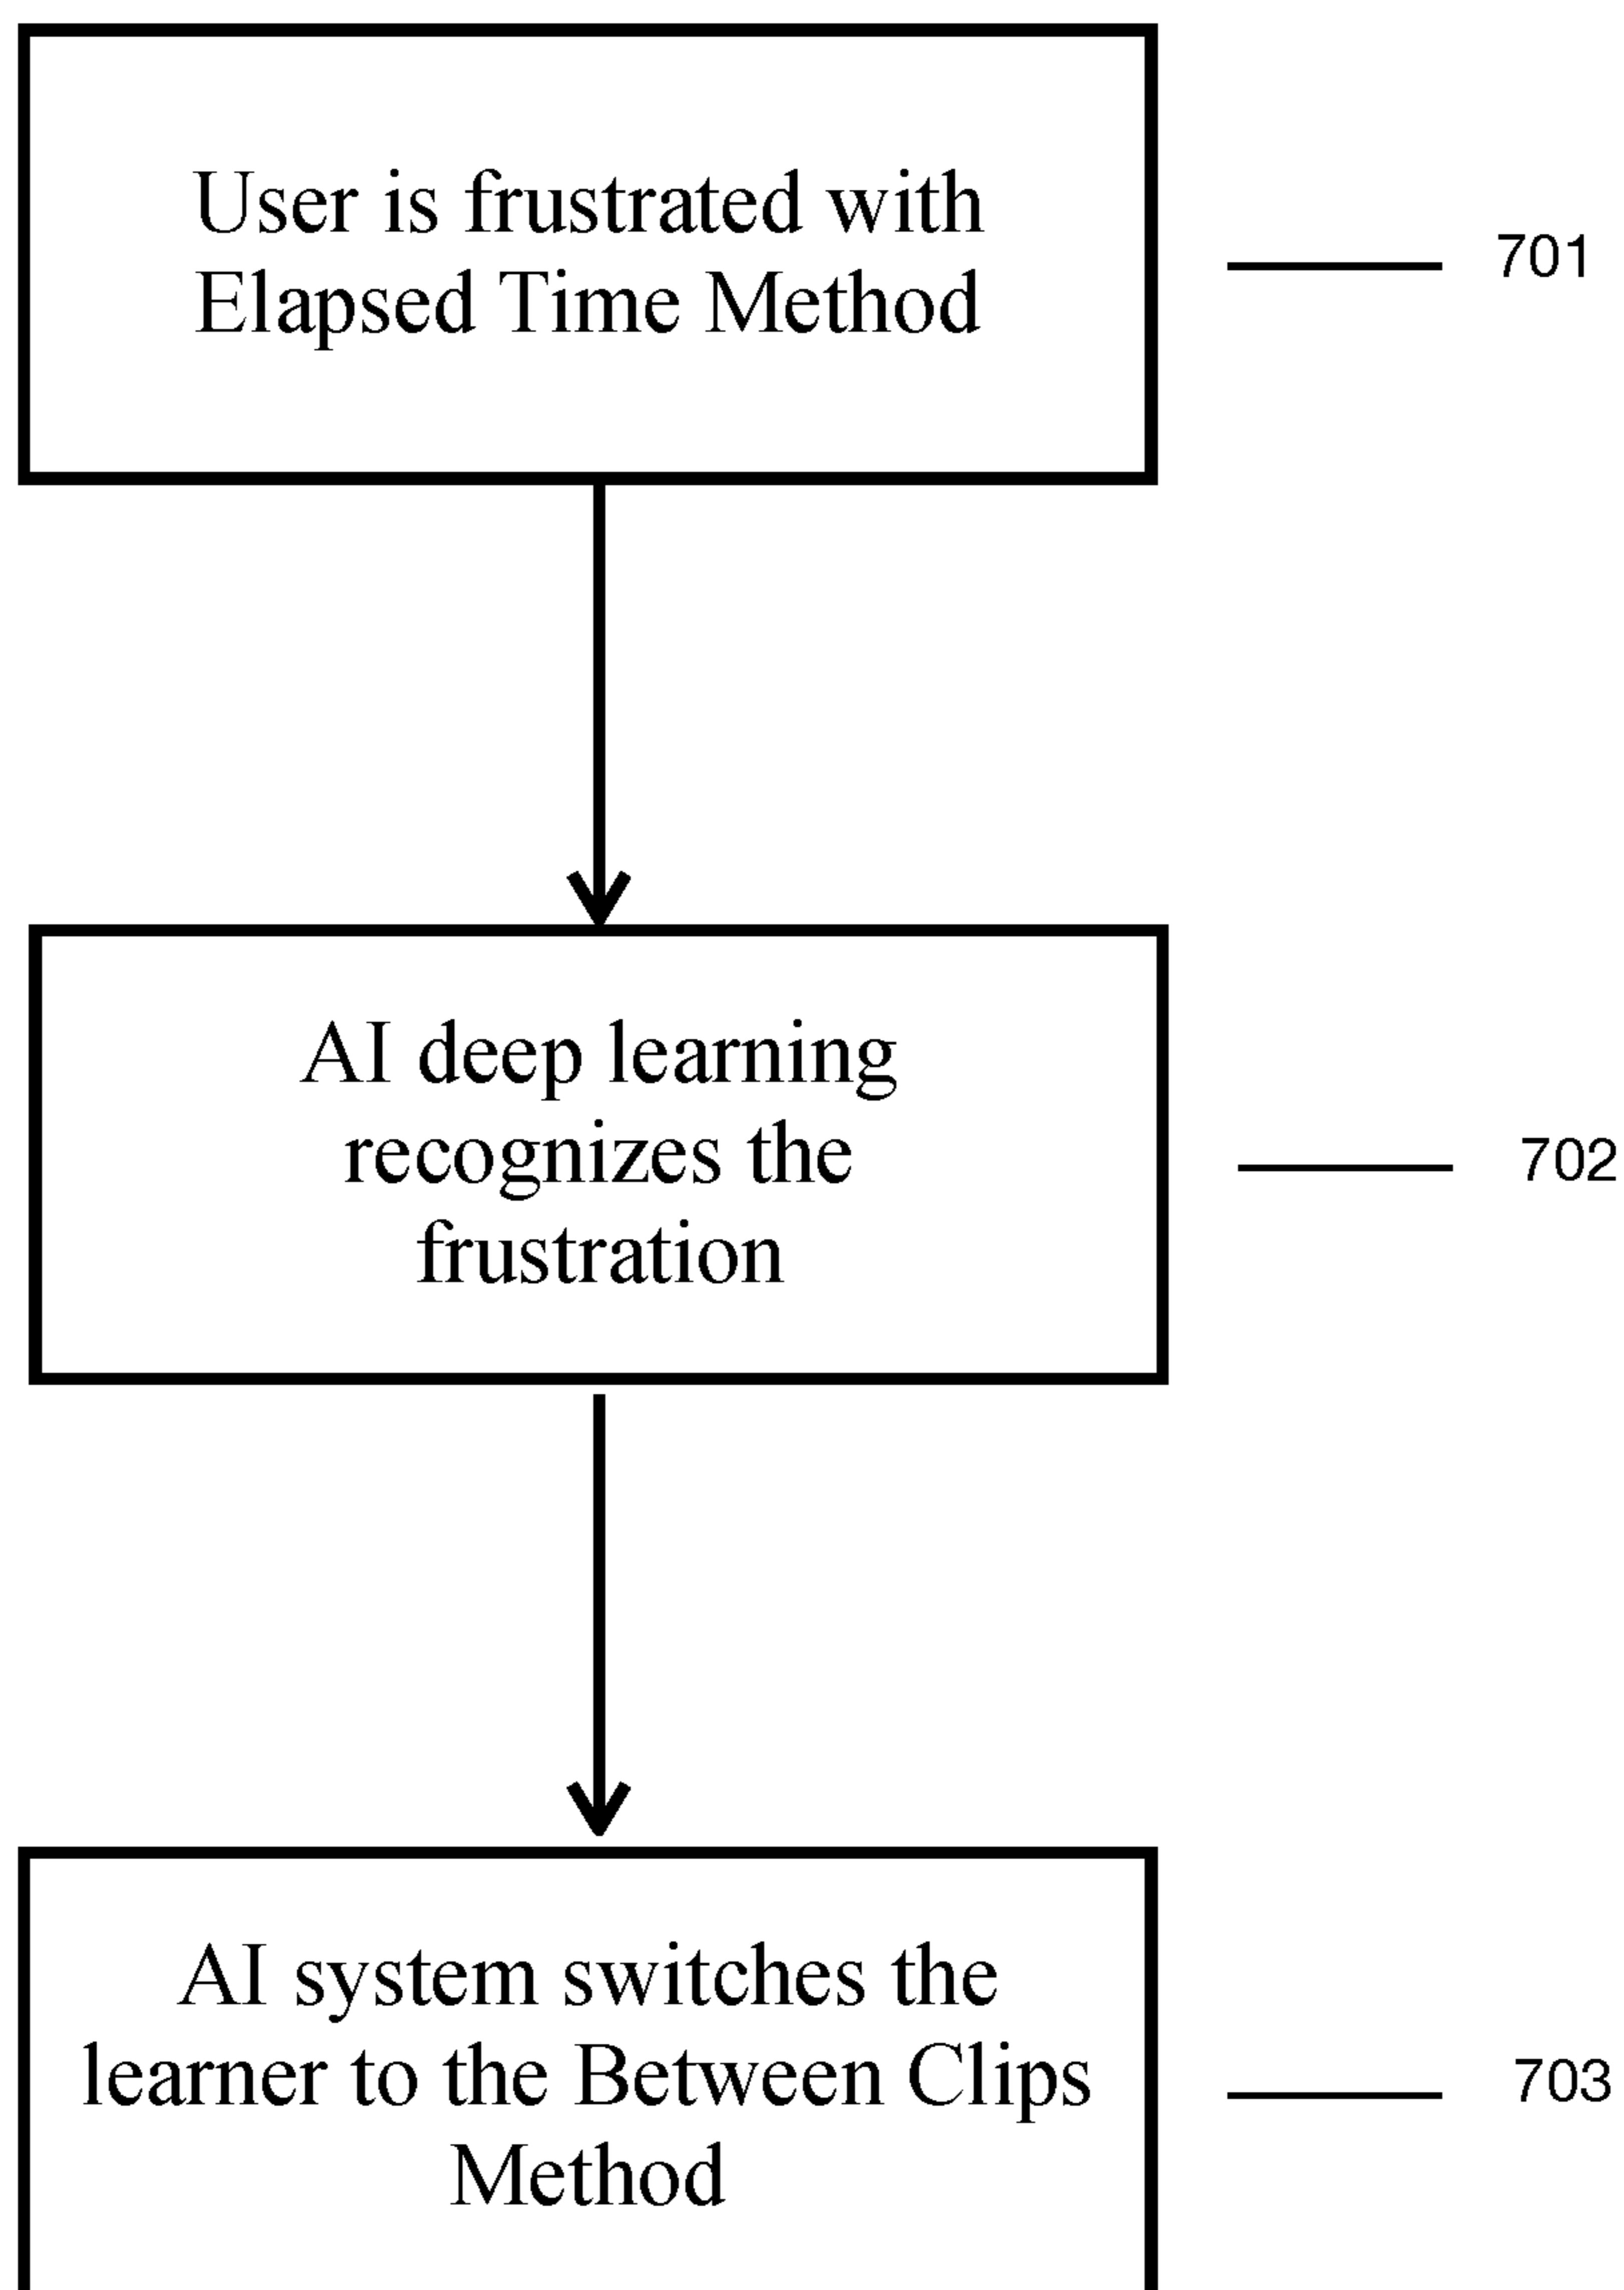 User is frustrated with
Elapsed Time Method
701
AI deep learning
recognizes the
frustration
702
AI system switches the
learner to the Between Clips
Method
703